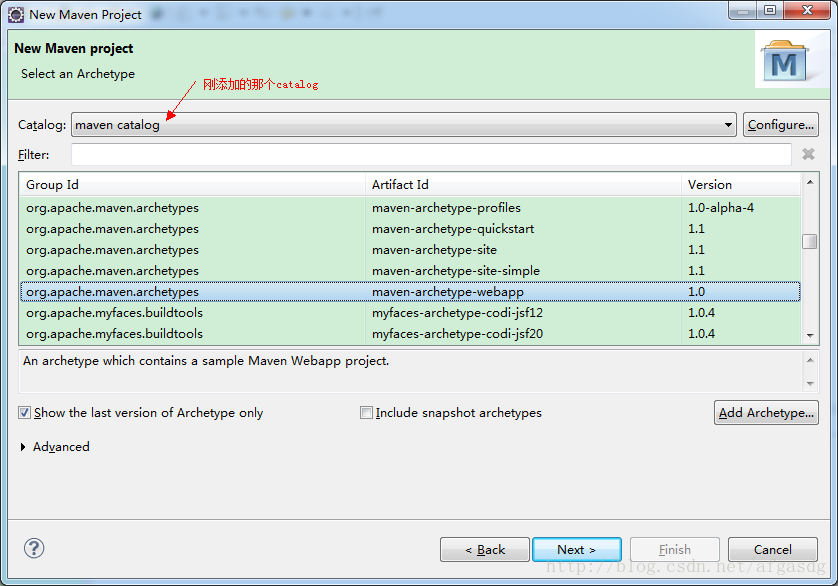 New Maven Project
New Maven project
Select an Archetype
M
刚添加的那个catalog
Catalog: maven catalog Configure...
Filter:
Group Id Artifact Id Version
org.apache.maven.archetypes maven-archetype-profiles 1.0-alpha-4
org.apache.maven.archetypes maven-archetype-quickstart 1.1
org.apache.maven.archetypes maven-archetype-site 1.1
org.apache.maven.archetypes maven-archetype-site-simple 1.1
org.apache.maven.archetypes maven-archetype-webapp 1.0
org.apache.myfaces.buildtools myfaces-archetype-codi-jsf12 1.0.4
org.apache.myfaces.buildtools myfaces-archetype-codi-jsf20 1.0.4
An archetype which contains a sample Maven Webapp project.
Show the last version of Archetype only Include snapshot archetypes Add Archetype...
Advanced
? < Back Next > Finish Cancel
http://blog.csdn.net/afgasdg